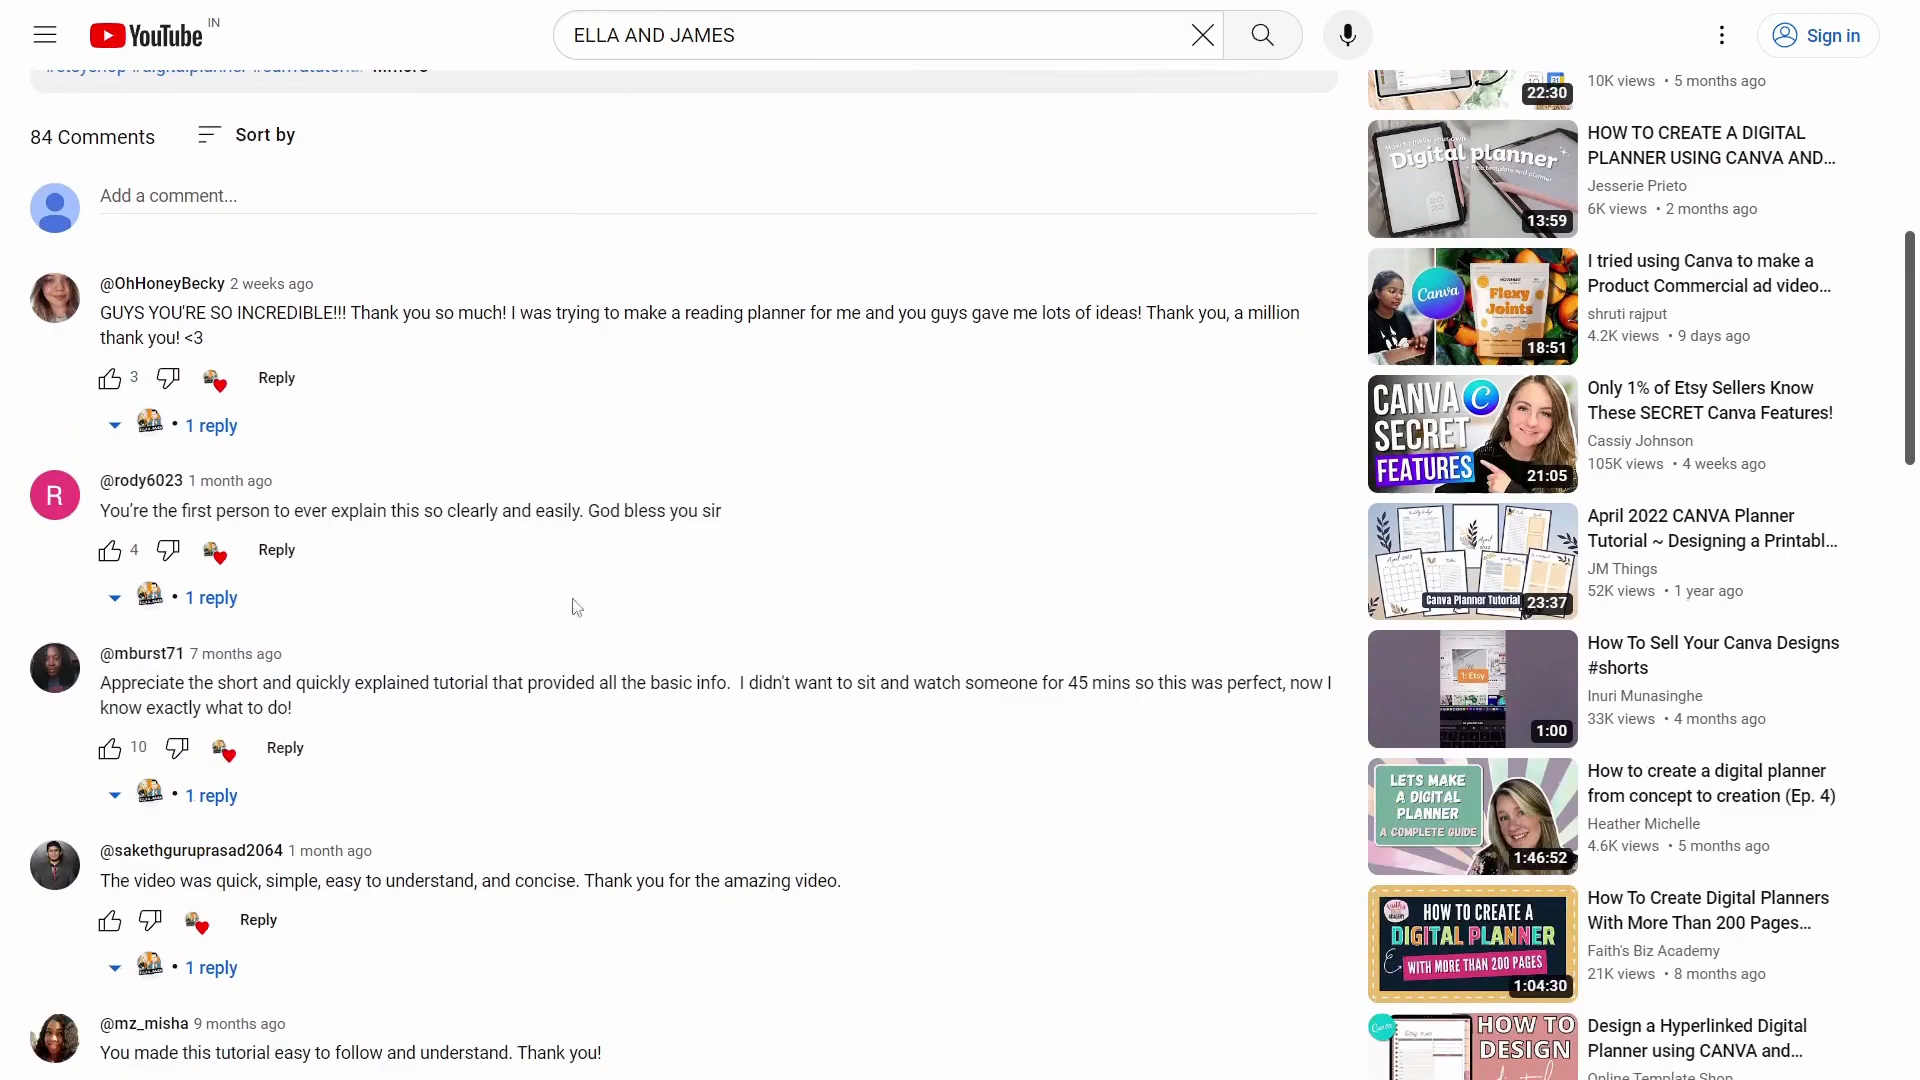 YouTube
IN
ELLA AND JAMES
Sign in
84 Comments
Sort by
Add a comment...
@OhHoneyBecky 2 weeks ago
GUYS YOU'RE SO INCREDIBLE!!! Thank you so much! I was trying to make a reading planner for me and you guys gave me lots of ideas! Thank you, a million
thank you! <3
3
Reply
• 1 reply
@rody6023 1 month ago
You’re the first person to ever explain this so clearly and easily. God bless you sir
4
Reply
• 1 reply
R
@mburst71 7 months ago
Appreciate the short and quickly explained tutorial that provided all the basic info. I didn't want to sit and watch someone for 45 mins so this was perfect, now I
know exactly what to do!
10
Reply
• 1 reply
@sakethguruprasad2064 1 month ago
The video was quick, simple, easy to understand, and concise. Thank you for the amazing video.
Reply
• 1 reply
@mz_misha 9 months ago
You made this tutorial easy to follow and understand. Thank you!
22:30
10K views • 5 months ago
How to make your own
Digital planner
13:59
HOW TO CREATE A DIGITAL
PLANNER USING CANVA AND...
Jesserie Prieto
6K views • 2 months ago
Canva
Flexy
Joints
18:51
I tried using Canva to make a
Product Commercial ad video...
shruti rajput
4.2K views • 9 days ago
CANVA
SECRET
FEATURES
21:05
Only 1% of Etsy Sellers Know
These SECRET Canva Features!
Cassiy Johnson
105K views • 4 weeks ago
Canva Planner Tutorial
23:37
April 2022 CANVA Planner
Tutorial ~ Designing a Printabl...
JM Things
52K views • 1 year ago
1: Etsy
1:00
How To Sell Your Canva Designs
#shorts
Inuri Munasinghe
33K views • 4 months ago
LETS MAKE
A DIGITAL
PLANNER
A COMPLETE GUIDE
1:46:52
How to create a digital planner
from concept to creation (Ep. 4)
Heather Michelle
4.6K views • 5 months ago
HOW TO CREATE A
DIGITAL PLANNER
WITH MORE THAN 200 PAGES
1:04:30
How To Create Digital Planners
With More Than 200 Pages...
Faith's Biz Academy
21K views • 8 months ago
Canva
HOW TO
DESIGN
Design a Hyperlinked Digital
Planner using CANVA and...
Online Template Shop